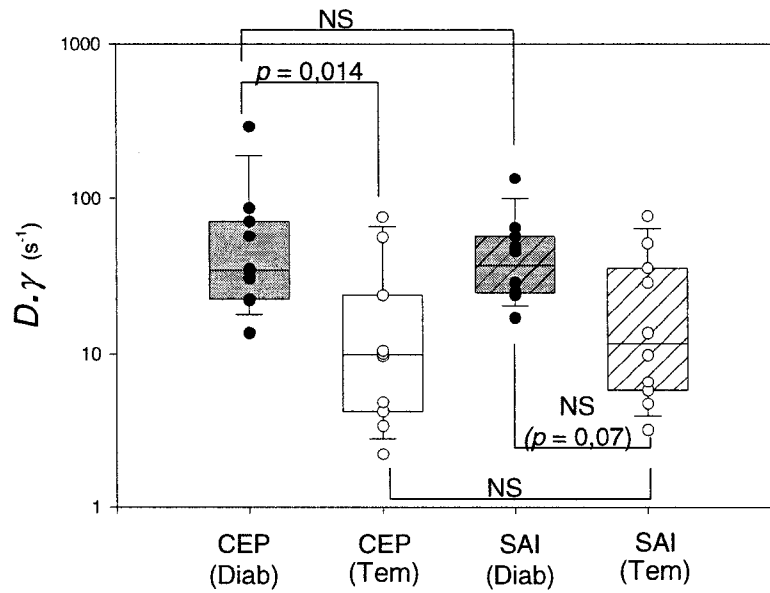 NS
1000
p = 0,014
100
D.γ (s⁻¹)
10
NS
(p = 0,07)
NS
1
CEP
(Diab)
CEP
(Tem)
SAI
(Diab)
SAI
(Tem)